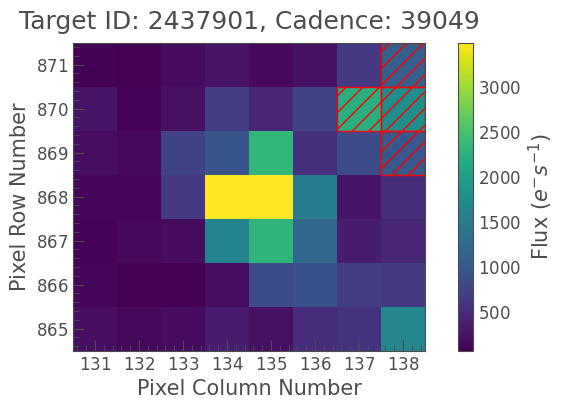 Target ID: 2437901, Cadence: 39049
871
870
869
868
867
866
865
Pixel Row Number
131 132 133 134 135 136 137 138
Pixel Column Number
3000
2500
2000
1500
1000
500
Flux (e⁻s⁻¹)